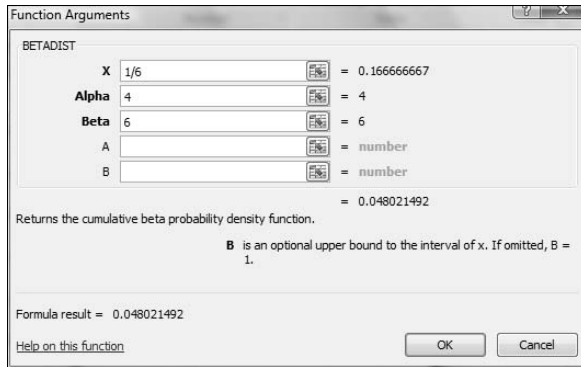 Function Arguments
BETADIST
X 1/6 = 0.166666667
Alpha 4 = 4
Beta 6 = 6
A = number
B = number
= 0.048021492
Returns the cumulative beta probability density function.
B is an optional upper bound to the interval of x. If omitted, B =
1.
Formula result = 0.048021492
Help on this function
OK Cancel